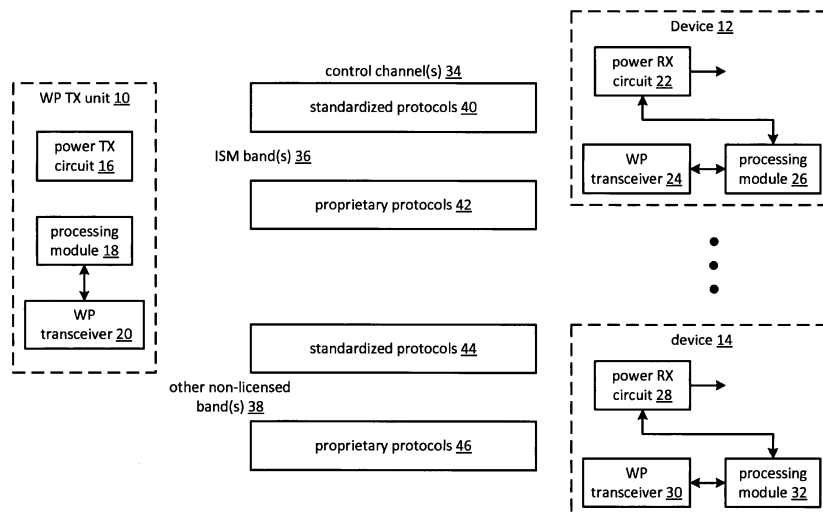 WP TX unit 10
power TX
circuit 16
processing
module 18
WP
transceiver 20
control channel(s) 34
standardized protocols 40
ISM band(s) 36
proprietary protocols 42
standardized protocols 44
other non-licensed
band(s) 38
proprietary protocols 46
Device 12
power RX
circuit 22
WP
transceiver 24
processing
module 26
device 14
power RX
circuit 28
WP
transceiver 30
processing
module 32